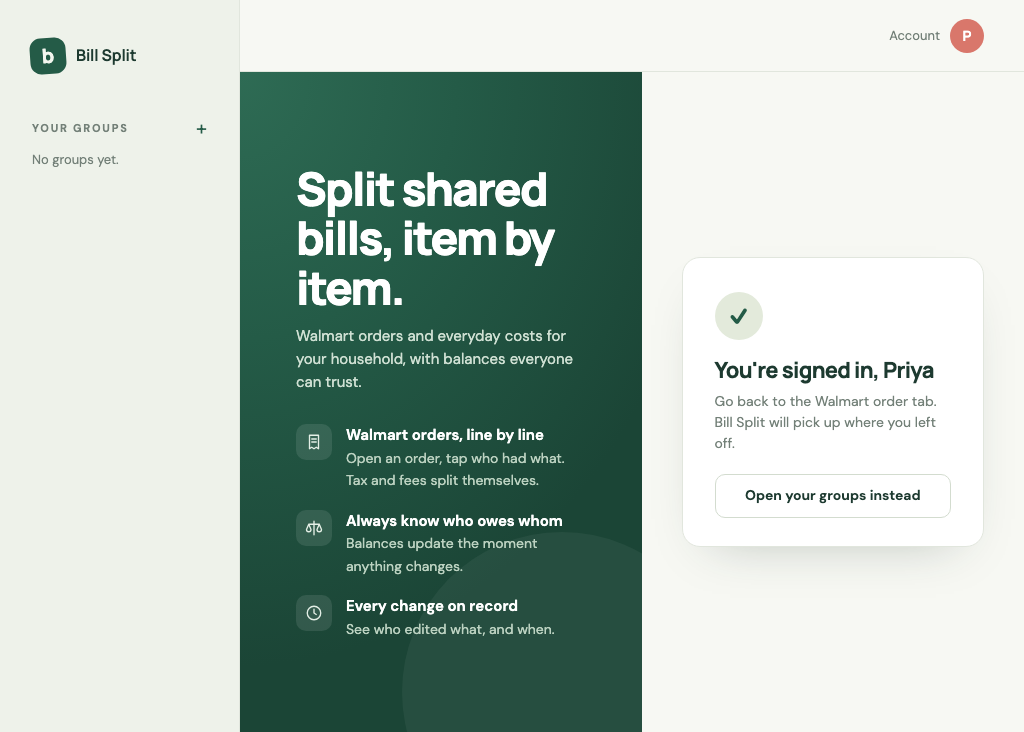 b Bill Split
Account P
YOUR GROUPS +
No groups yet.
Split shared
bills, item by
item.
Walmart orders and everyday costs for
your household, with balances everyone
can trust.
Walmart orders, line by line
Open an order, tap who had what.
Tax and fees split themselves.
Always know who owes whom
Balances update the moment
anything changes.
Every change on record
See who edited what, and when.
You're signed in, Priya
Go back to the Walmart order tab.
Bill Split will pick up where you left
off.
Open your groups instead